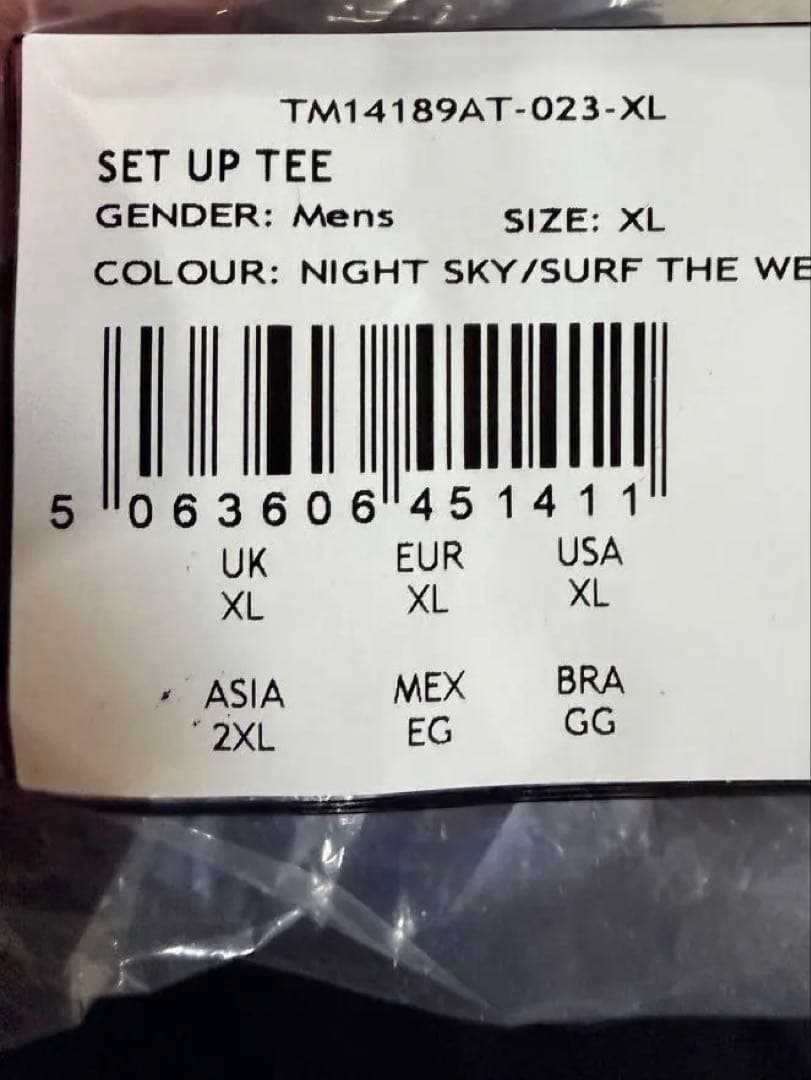 TM14189AT-023-XL
SET UP TEE
GENDER: Mens SIZE: XL
COLOUR: NIGHT SKY/SURF THE WE
5 063606 451411
UK EUR USA
XL XL XL
ASIA MEX BRA
2XL EG GG